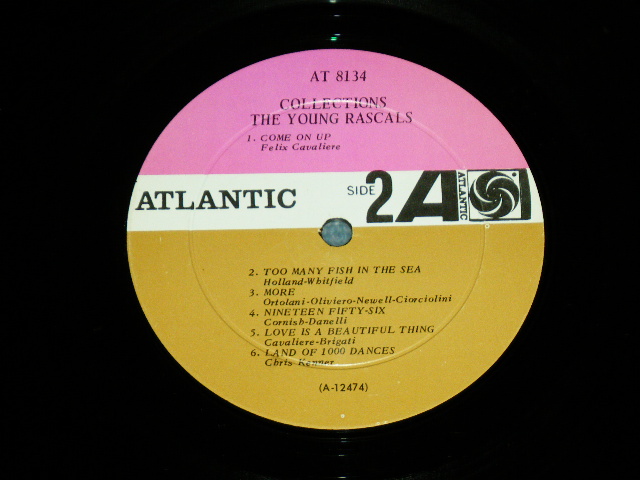 AT 8134
COLLECTIONS
THE YOUNG RASCALS
1. COME ON UP
Felix Cavaliere
ATLANTIC SIDE 2 A ATLANTIC
2. TOO MANY FISH IN THE SEA
Holland-Whitfield
3. MORE
Ortolani-Oliviero-Newell-Ciorciolini
4. NINETEEN FIFTY-SIX
Cornish-Danelli
5. LOVE IS A BEAUTIFUL THING
Cavaliere-Brigati
6. LAND OF 1000 DANCES
Chris Kenner
(A-12474)